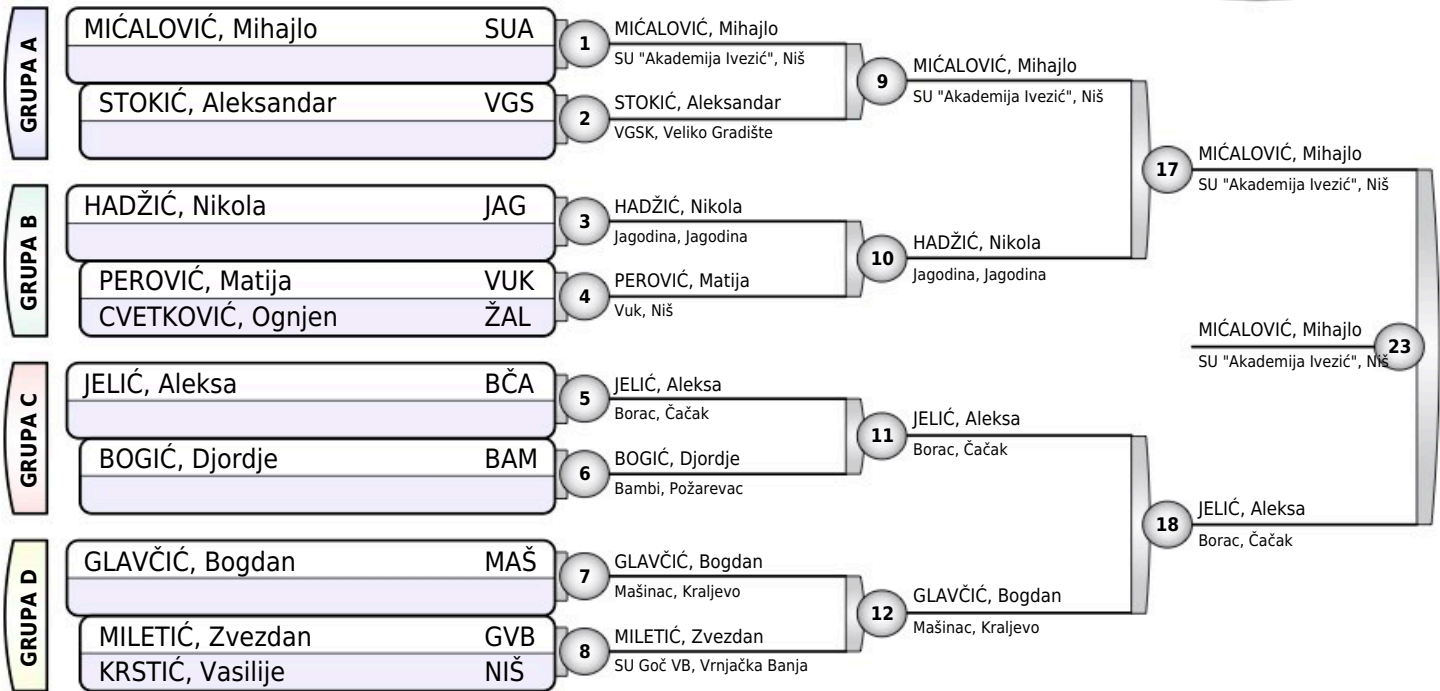 GRUPA A
MIĆALOVIĆ, Mihajlo SUA
STOKIĆ, Aleksandar VGS
GRUPA B
HADŽIĆ, Nikola JAG
PEROVIĆ, Matija VUK
CVETKOVIĆ, Ognjen ŽAL
GRUPA C
JELIĆ, Aleksa BČA
BOGIĆ, Djordje BAM
GRUPA D
GLAVČIĆ, Bogdan MAŠ
MILETIĆ, Zvezdan GVB
KRSTIĆ, Vasilije NIŠ
1
MIĆALOVIĆ, Mihajlo
SU "Akademija Ivezić", Niš
2
STOKIĆ, Aleksandar
VGSK, Veliko Gradište
3
HADŽIĆ, Nikola
Jagodina, Jagodina
4
PEROVIĆ, Matija
Vuk, Niš
5
JELIĆ, Aleksa
Borac, Čačak
6
BOGIĆ, Djordje
Bambi, Požarevac
7
GLAVČIĆ, Bogdan
Mašinac, Kraljevo
8
MILETIĆ, Zvezdan
SU Goč VB, Vrnjačka Banja
9
MIĆALOVIĆ, Mihajlo
SU "Akademija Ivezić", Niš
10
HADŽIĆ, Nikola
Jagodina, Jagodina
11
JELIĆ, Aleksa
Borac, Čačak
12
GLAVČIĆ, Bogdan
Mašinac, Kraljevo
17
MIĆALOVIĆ, Mihajlo
SU "Akademija Ivezić", Niš
18
JELIĆ, Aleksa
Borac, Čačak
MIĆALOVIĆ, Mihajlo
SU "Akademija Ivezić", Niš
23